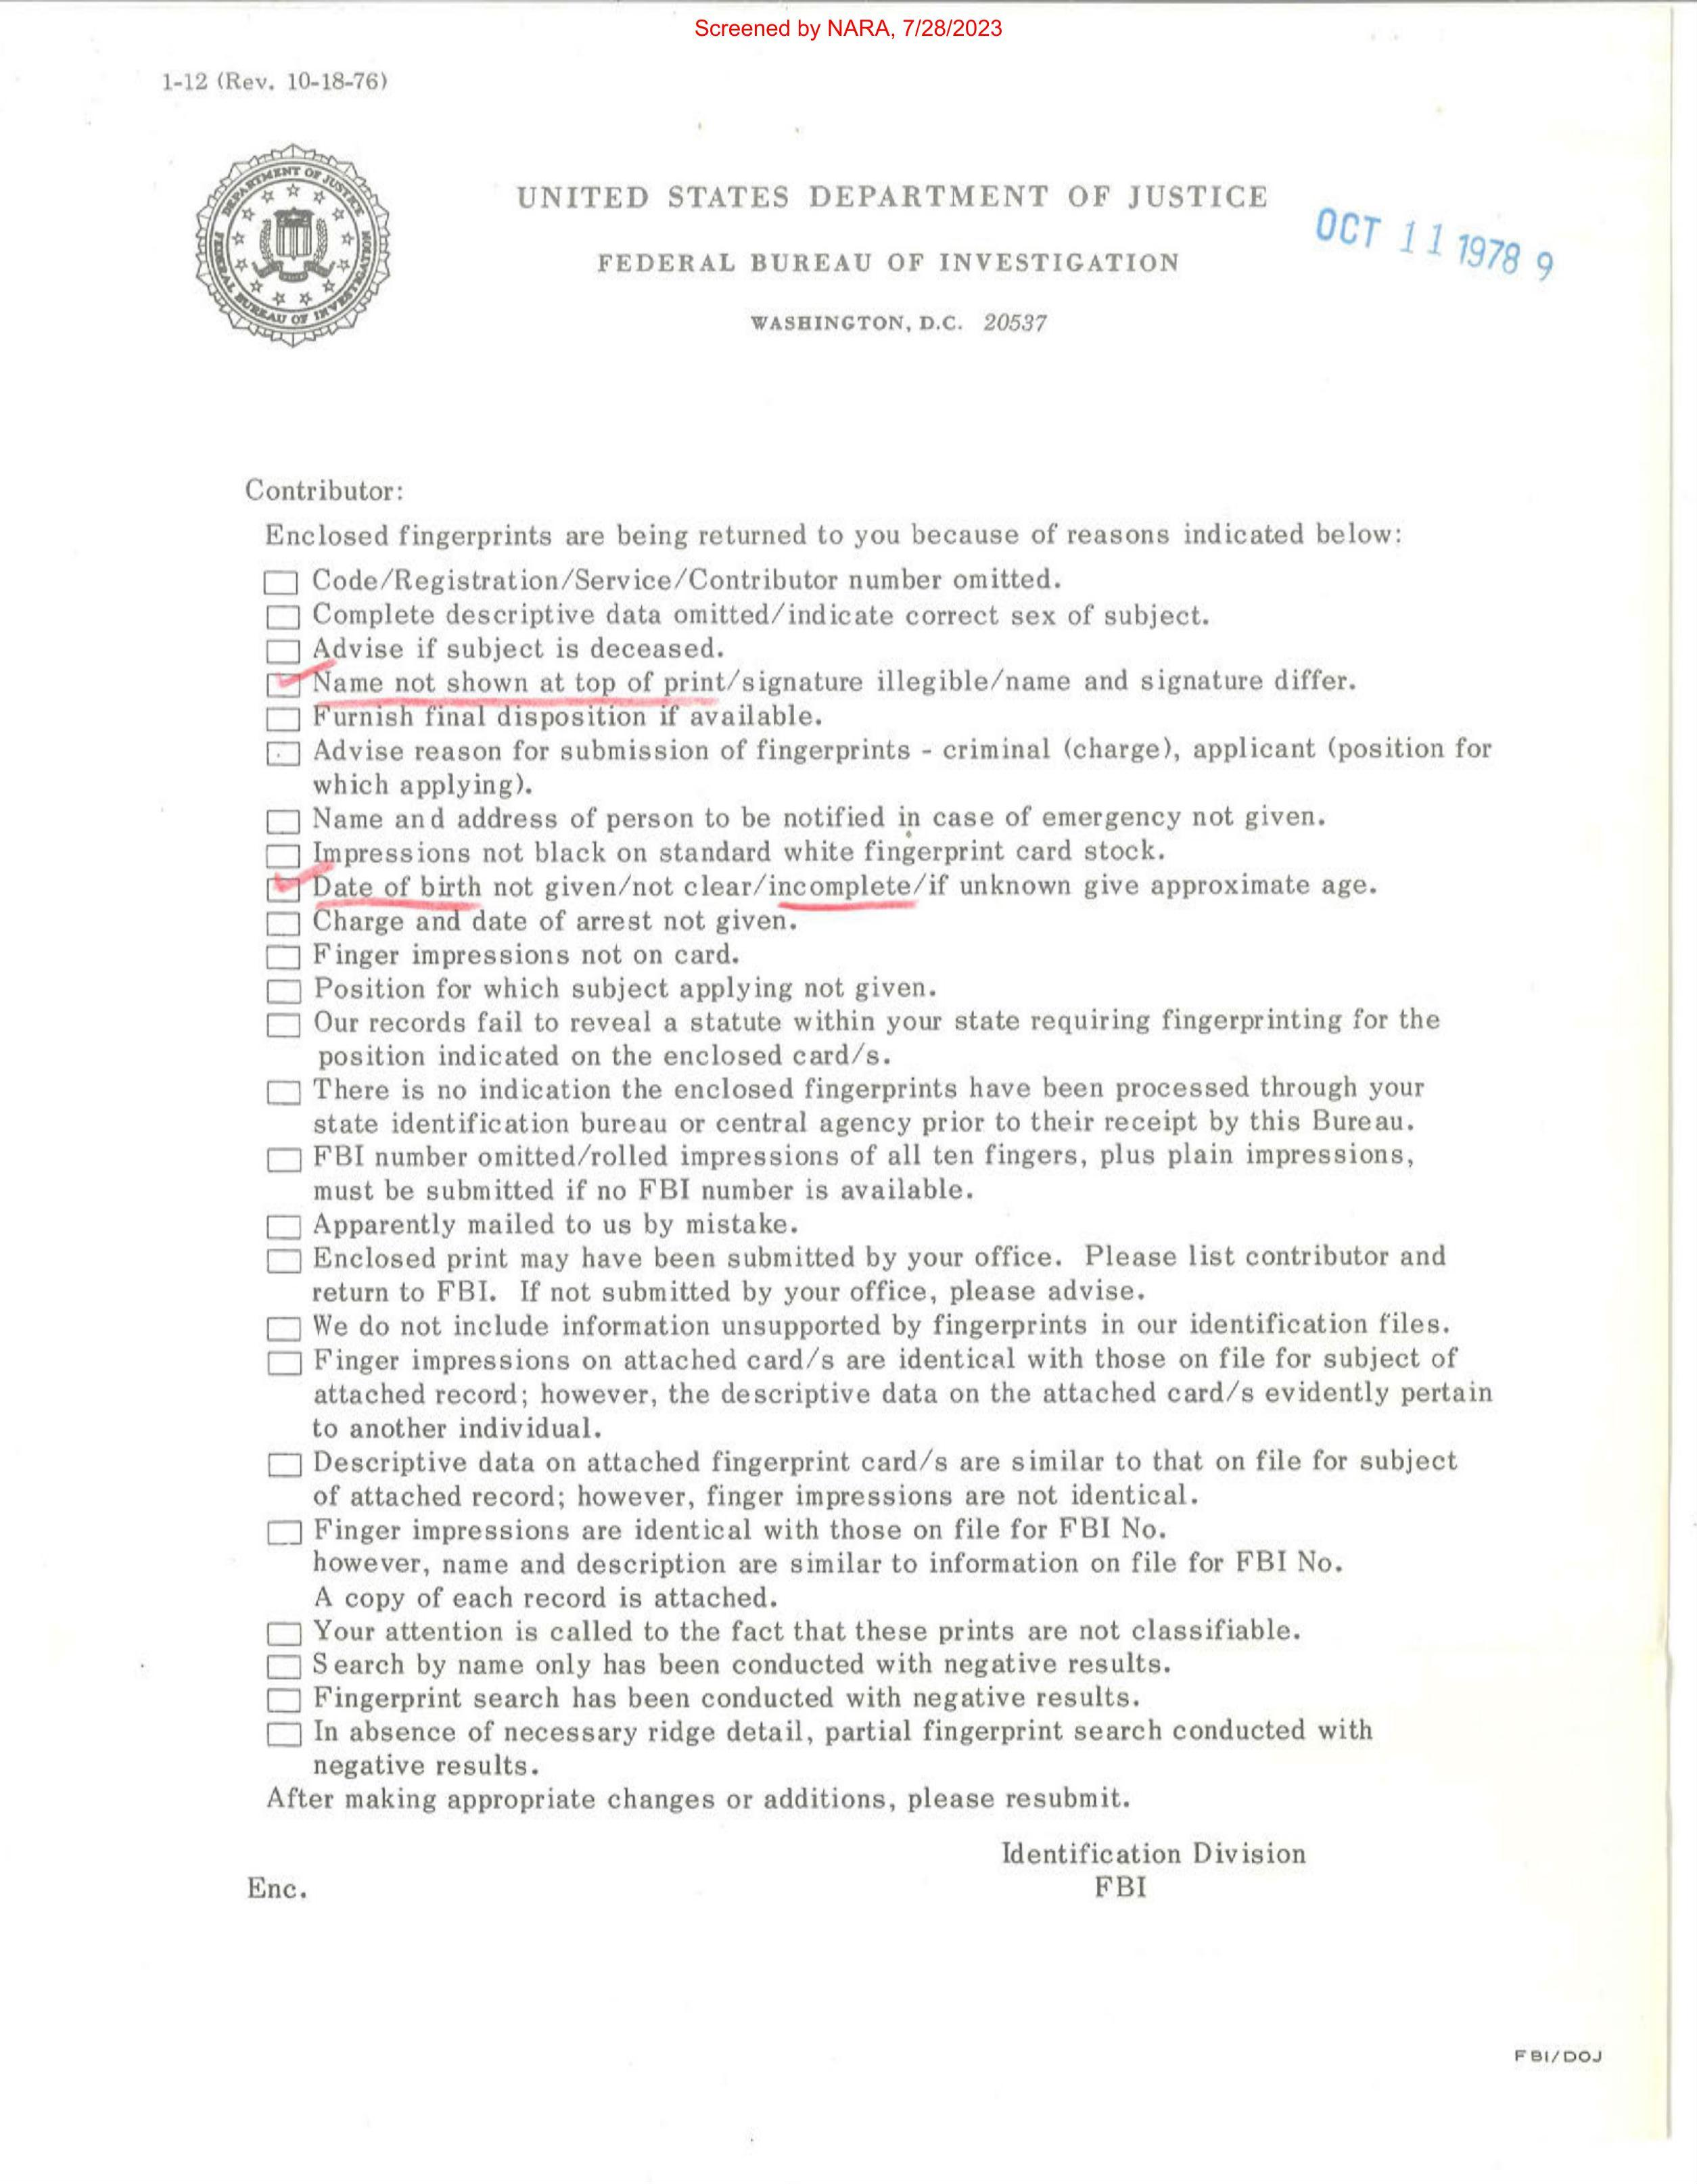 Screened by NARA, 7/28/2023
1-12 (Rev. 10-18-76)
DEPARTMENT OF JUSTICE
FEDERAL BUREAU OF INVESTIGATION
UNITED STATES DEPARTMENT OF JUSTICE
OCT 11 1978 9
FEDERAL BUREAU OF INVESTIGATION
WASHINGTON, D.C. 20537
Contributor:
Enclosed fingerprints are being returned to you because of reasons indicated below:
Code/Registration/Service/Contributor number omitted.
Complete descriptive data omitted/indicate correct sex of subject.
Advise if subject is deceased.
Name not shown at top of print/signature illegible/name and signature differ.
Furnish final disposition if available.
Advise reason for submission of fingerprints - criminal (charge), applicant (position for
which applying).
Name and address of person to be notified in case of emergency not given.
Impressions not black on standard white fingerprint card stock.
Date of birth not given/not clear/incomplete/if unknown give approximate age.
Charge and date of arrest not given.
Finger impressions not on card.
Position for which subject applying not given.
Our records fail to reveal a statute within your state requiring fingerprinting for the
position indicated on the enclosed card/s.
There is no indication the enclosed fingerprints have been processed through your
state identification bureau or central agency prior to their receipt by this Bureau.
FBI number omitted/rolled impressions of all ten fingers, plus plain impressions,
must be submitted if no FBI number is available.
Apparently mailed to us by mistake.
Enclosed print may have been submitted by your office. Please list contributor and
return to FBI. If not submitted by your office, please advise.
We do not include information unsupported by fingerprints in our identification files.
Finger impressions on attached card/s are identical with those on file for subject of
attached record; however, the descriptive data on the attached card/s evidently pertain
to another individual.
Descriptive data on attached fingerprint card/s are similar to that on file for subject
of attached record; however, finger impressions are not identical.
Finger impressions are identical with those on file for FBI No.
however, name and description are similar to information on file for FBI No.
A copy of each record is attached.
Your attention is called to the fact that these prints are not classifiable.
Search by name only has been conducted with negative results.
Fingerprint search has been conducted with negative results.
In absence of necessary ridge detail, partial fingerprint search conducted with
negative results.
After making appropriate changes or additions, please resubmit.
Identification Division
Enc.
FBI
FBI/DOJ